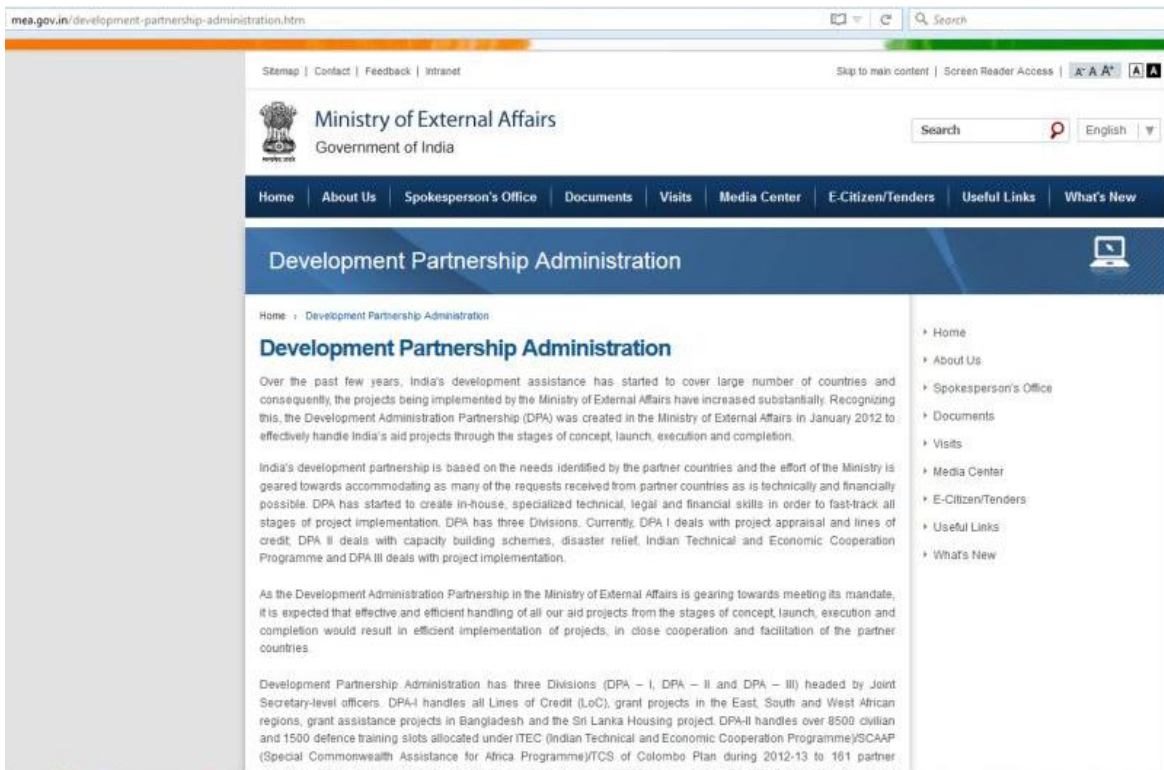 mea.gov.in/development-partnership-administration.htm
Search
Sitemap | Contact | Feedback | Intranet
Skip to main content | Screen Reader Access | A- A A+ A A
Ministry of External Affairs
Government of India
Search
English
Home | About Us | Spokesperson's Office | Documents | Visits | Media Center | E-Citizen/Tenders | Useful Links | What's New
Development Partnership Administration
Home › Development Partnership Administration
Development Partnership Administration
Over the past few years, India's development assistance has started to cover large number of countries and
consequently, the projects being implemented by the Ministry of External Affairs have increased substantially. Recognizing
this, the Development Administration Partnership (DPA) was created in the Ministry of External Affairs in January 2012 to
effectively handle India's aid projects through the stages of concept, launch, execution and completion.
India's development partnership is based on the needs identified by the partner countries and the effort of the Ministry is
geared towards accommodating as many of the requests received from partner countries as is technically and financially
possible. DPA has started to create in-house, specialized technical, legal and financial skills in order to fast-track all
stages of project implementation. DPA has three Divisions. Currently, DPA I deals with project appraisal and lines of
credit; DPA II deals with capacity building schemes, disaster relief, Indian Technical and Economic Cooperation
Programme and DPA III deals with project implementation.
As the Development Administration Partnership in the Ministry of External Affairs is gearing towards meeting its mandate,
it is expected that effective and efficient handling of all our aid projects from the stages of concept, launch, execution and
completion would result in efficient implementation of projects, in close cooperation and facilitation of the partner
countries.
Development Partnership Administration has three Divisions (DPA – I, DPA – II and DPA – III) headed by Joint
Secretary-level officers. DPA-I handles all Lines of Credit (LoC), grant projects in the East, South and West African
regions, grant assistance projects in Bangladesh and the Sri Lanka Housing project. DPA-II handles over 8500 civilian
and 1500 defence training slots allocated under ITEC (Indian Technical and Economic Cooperation Programme)/SCAAP
(Special Commonwealth Assistance for Africa Programme)/TCS of Colombo Plan during 2012-13 to 161 partner
Home
About Us
Spokesperson's Office
Documents
Visits
Media Center
E-Citizen/Tenders
Useful Links
What's New